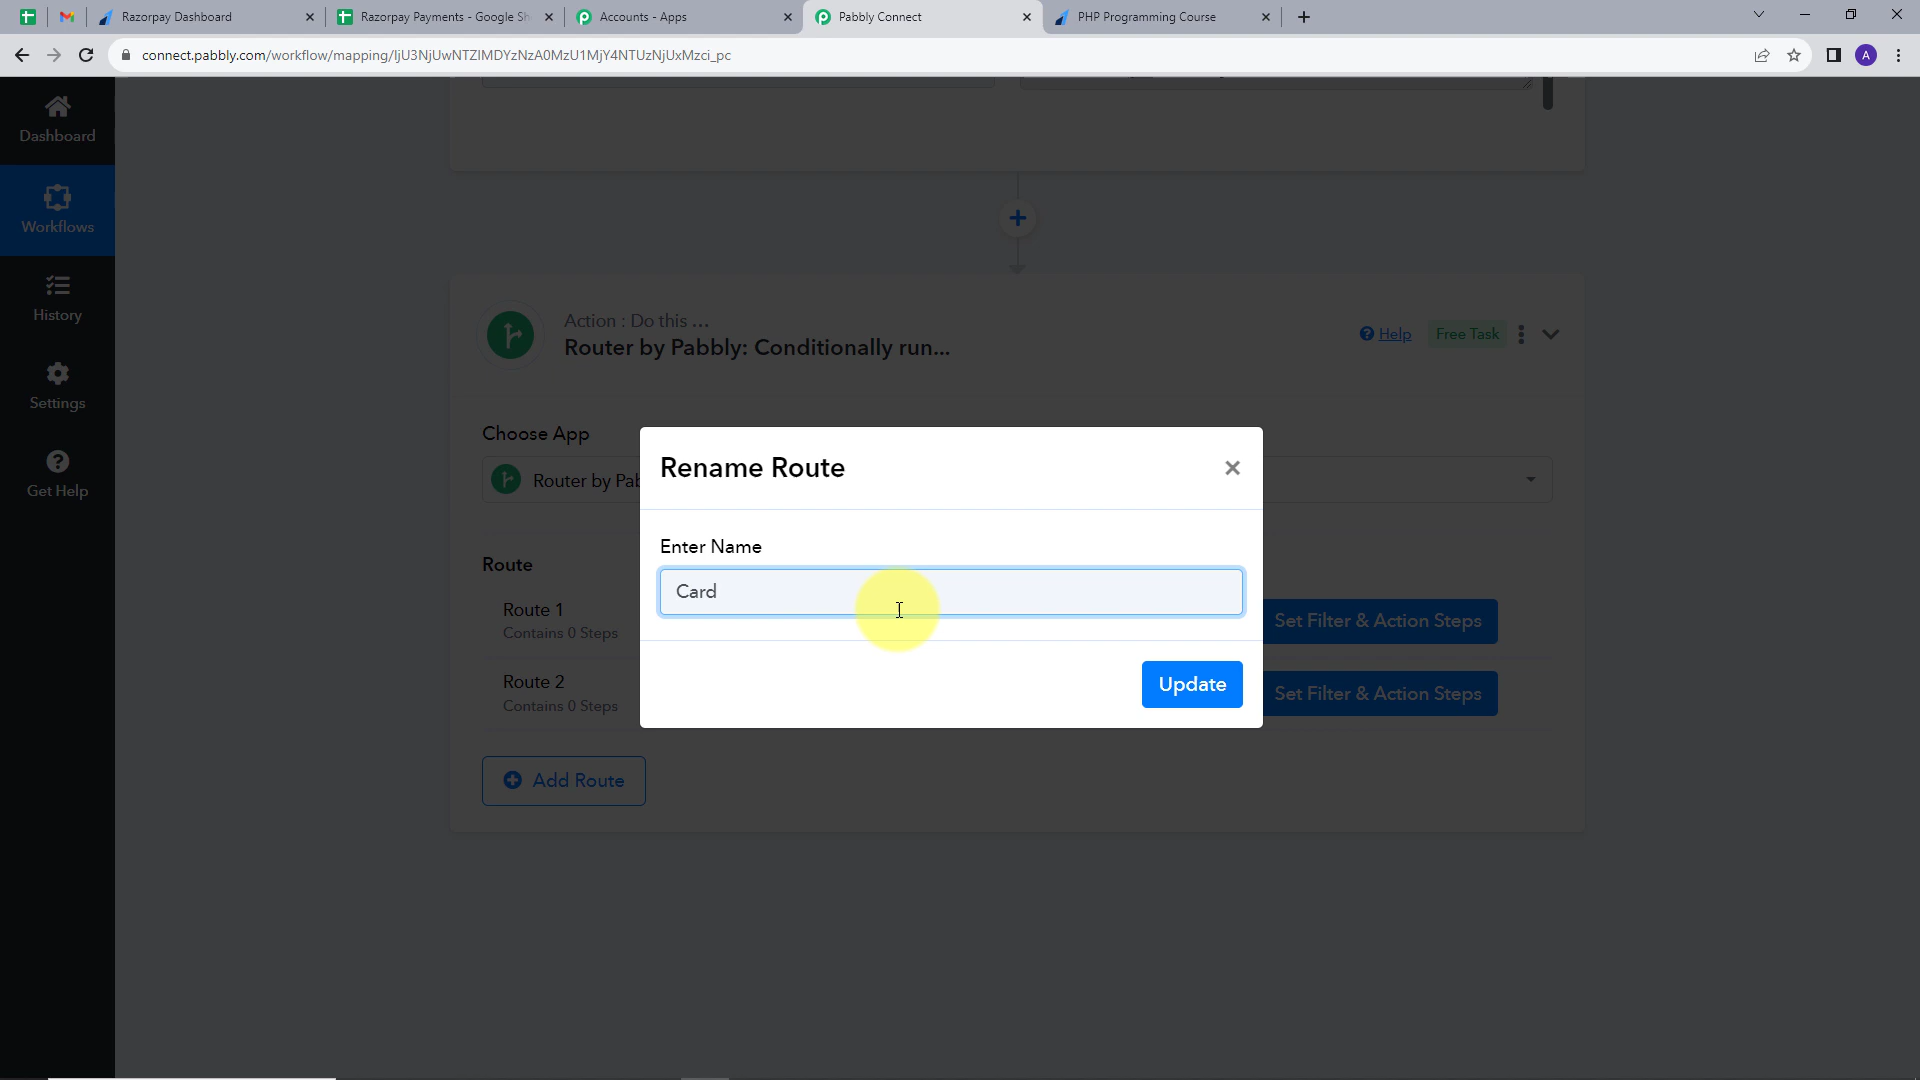 Razorpay Dashboard
Razorpay Payments - Google Sh
Accounts - Apps
Pabbly Connect
PHP Programming Course
connect.pabbly.com/workflow/mapping/IjU3NjUwNTZlMDYzNzA0MzU1MjY4NTUzNjUxMzci_pc
A
Dashboard
Workflows
History
Settings
Get Help
Action : Do this ...
Router by Pabbly: Conditionally run...
Help
Free Task
Choose App
Router by Pab
Rename Route
Enter Name
Card
Update
Route
Route 1
Contains 0 Steps
Set Filter & Action Steps
Route 2
Contains 0 Steps
Set Filter & Action Steps
Add Route